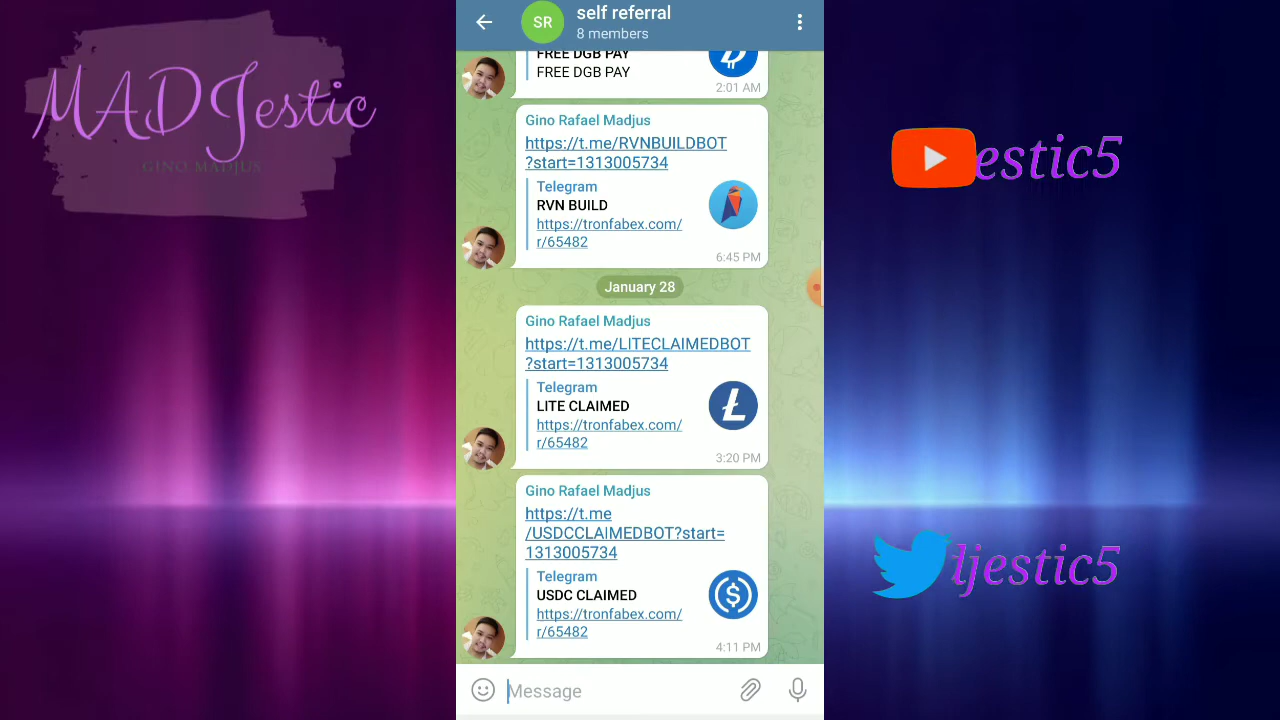 MADJestic
GINO MADJUS
SR
self referral
8 members
FREE DGB PAY
FREE DGB PAY
2:01 AM
Gino Rafael Madjus
https://t.me/RVNBUILDBOT
?start=1313005734
Telegram
RVN BUILD
https://tronfabex.com/
r/65482
6:45 PM
January 28
Gino Rafael Madjus
https://t.me/LITECLAIMEDBOT
?start=1313005734
Telegram
LITE CLAIMED
https://tronfabex.com/
r/65482
3:20 PM
Gino Rafael Madjus
https://t.me
/USDCCLAIMEDBOT?start=
1313005734
Telegram
USDC CLAIMED
https://tronfabex.com/
r/65482
4:11 PM
Message
estic5
ljestic5